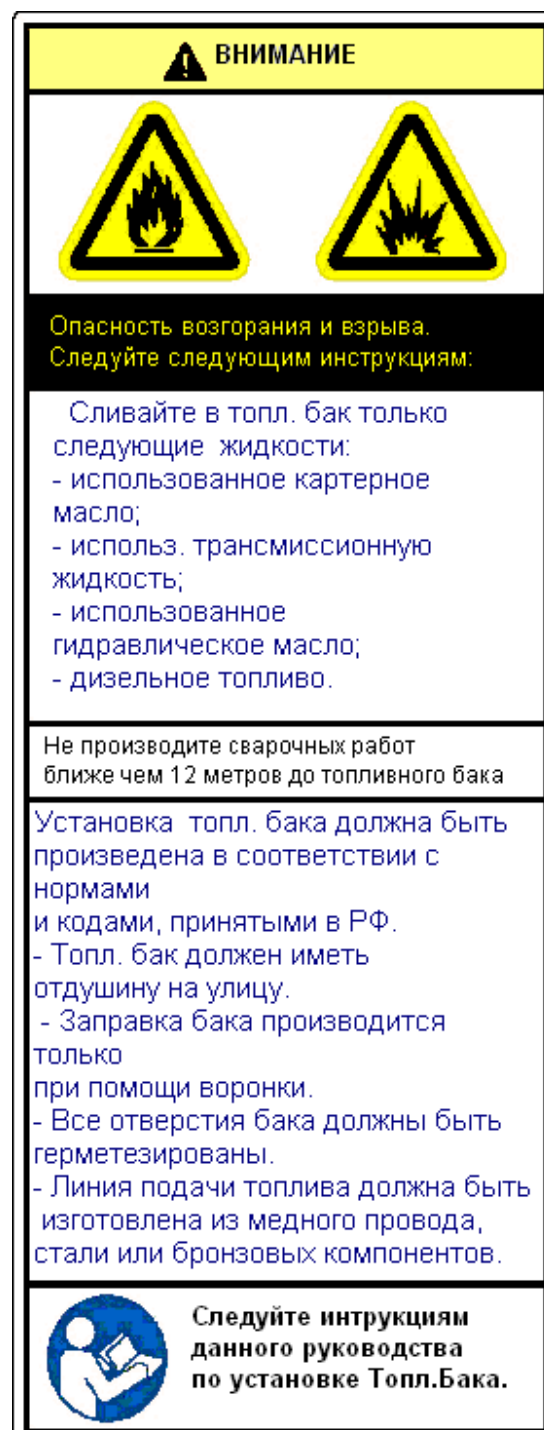 ВНИМАНИЕ
Опасность возгорания и взрыва.
Следуйте следующим инструкциям:
Сливайте в топл. бак только
следующие жидкости:
- использованное картерное
масло;
- использ. трансмиссионную
жидкость;
- использованное
гидравлическое масло;
- дизельное топливо.
Не производите сварочных работ
ближе чем 12 метров до топливного бака
Установка топл. бака должна быть
произведена в соответствии с
нормами
и кодами, принятыми в РФ.
- Топл. бак должен иметь
отдушину на улицу.
- Заправка бака производится
только
при помощи воронки.
- Все отверстия бака должны быть
герметезированы.
- Линия подачи топлива должна быть
изготовлена из медного провода,
стали или бронзовых компонентов.
Следуйте интрукциям
данного руководства
по установке Топл.Бака.